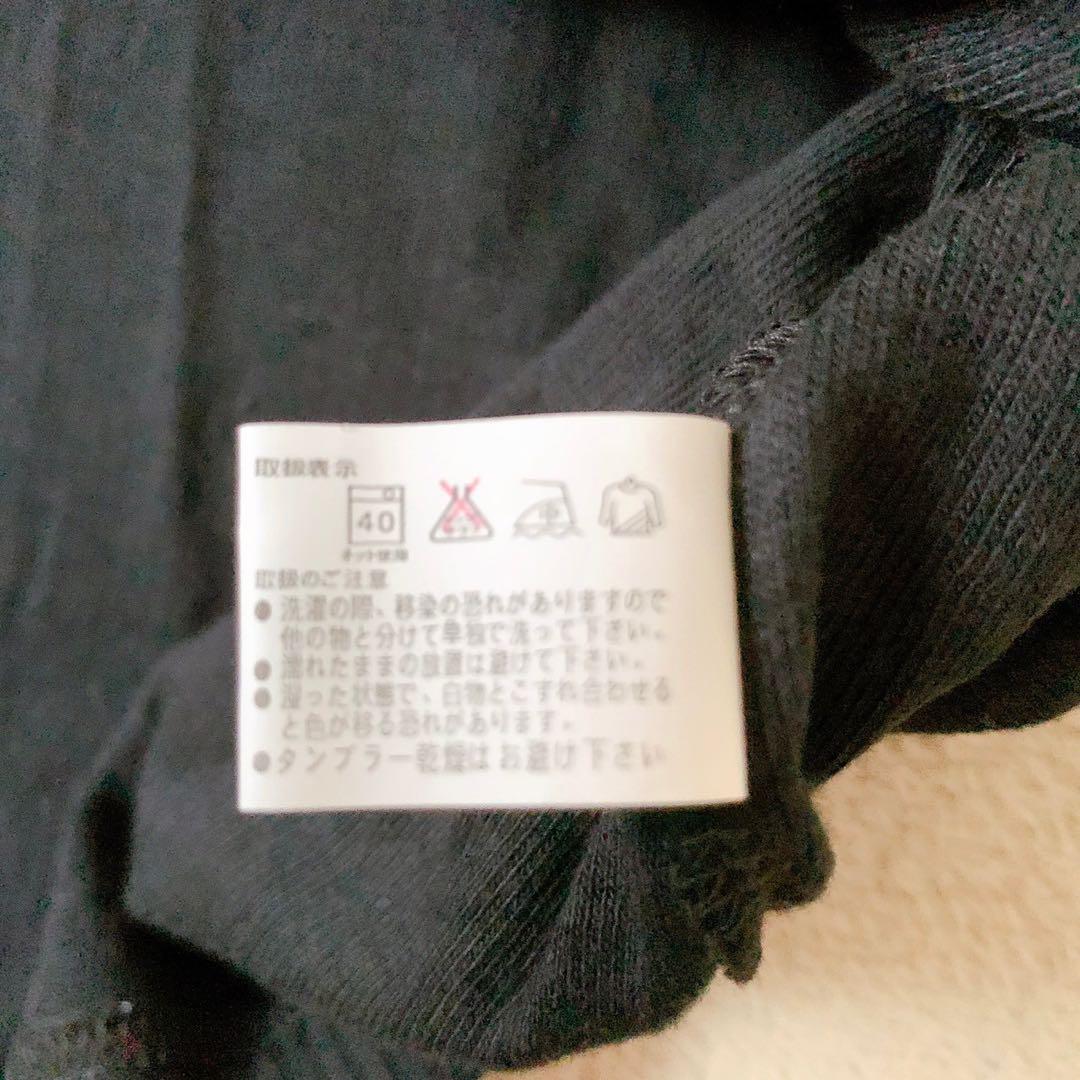 取扱表示
40
ネット使用
取扱のご注意
● 洗濯の際、移染の恐れがありますので
他の物と分けて単独で洗って下さい。
● 濡れたままの放置は避けて下さい。
● 湿った状態で、白物とこすれ合わせる
と色が移る恐れがあります。
● タンブラー乾燥はお避け下さい